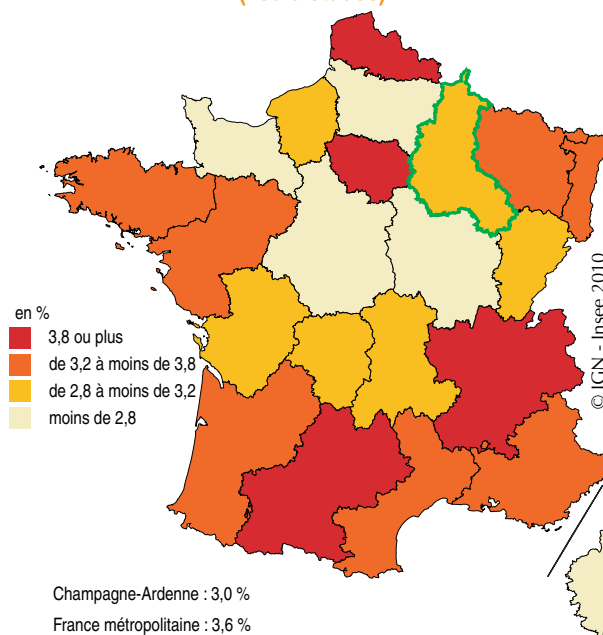 en %
3,8 ou plus
de 3,2 à moins de 3,8
de 2,8 à moins de 3,2
moins de 2,8
© IGN - Insee 2010
Champagne-Ardenne : 3,0 %
France métropolitaine : 3,6 %